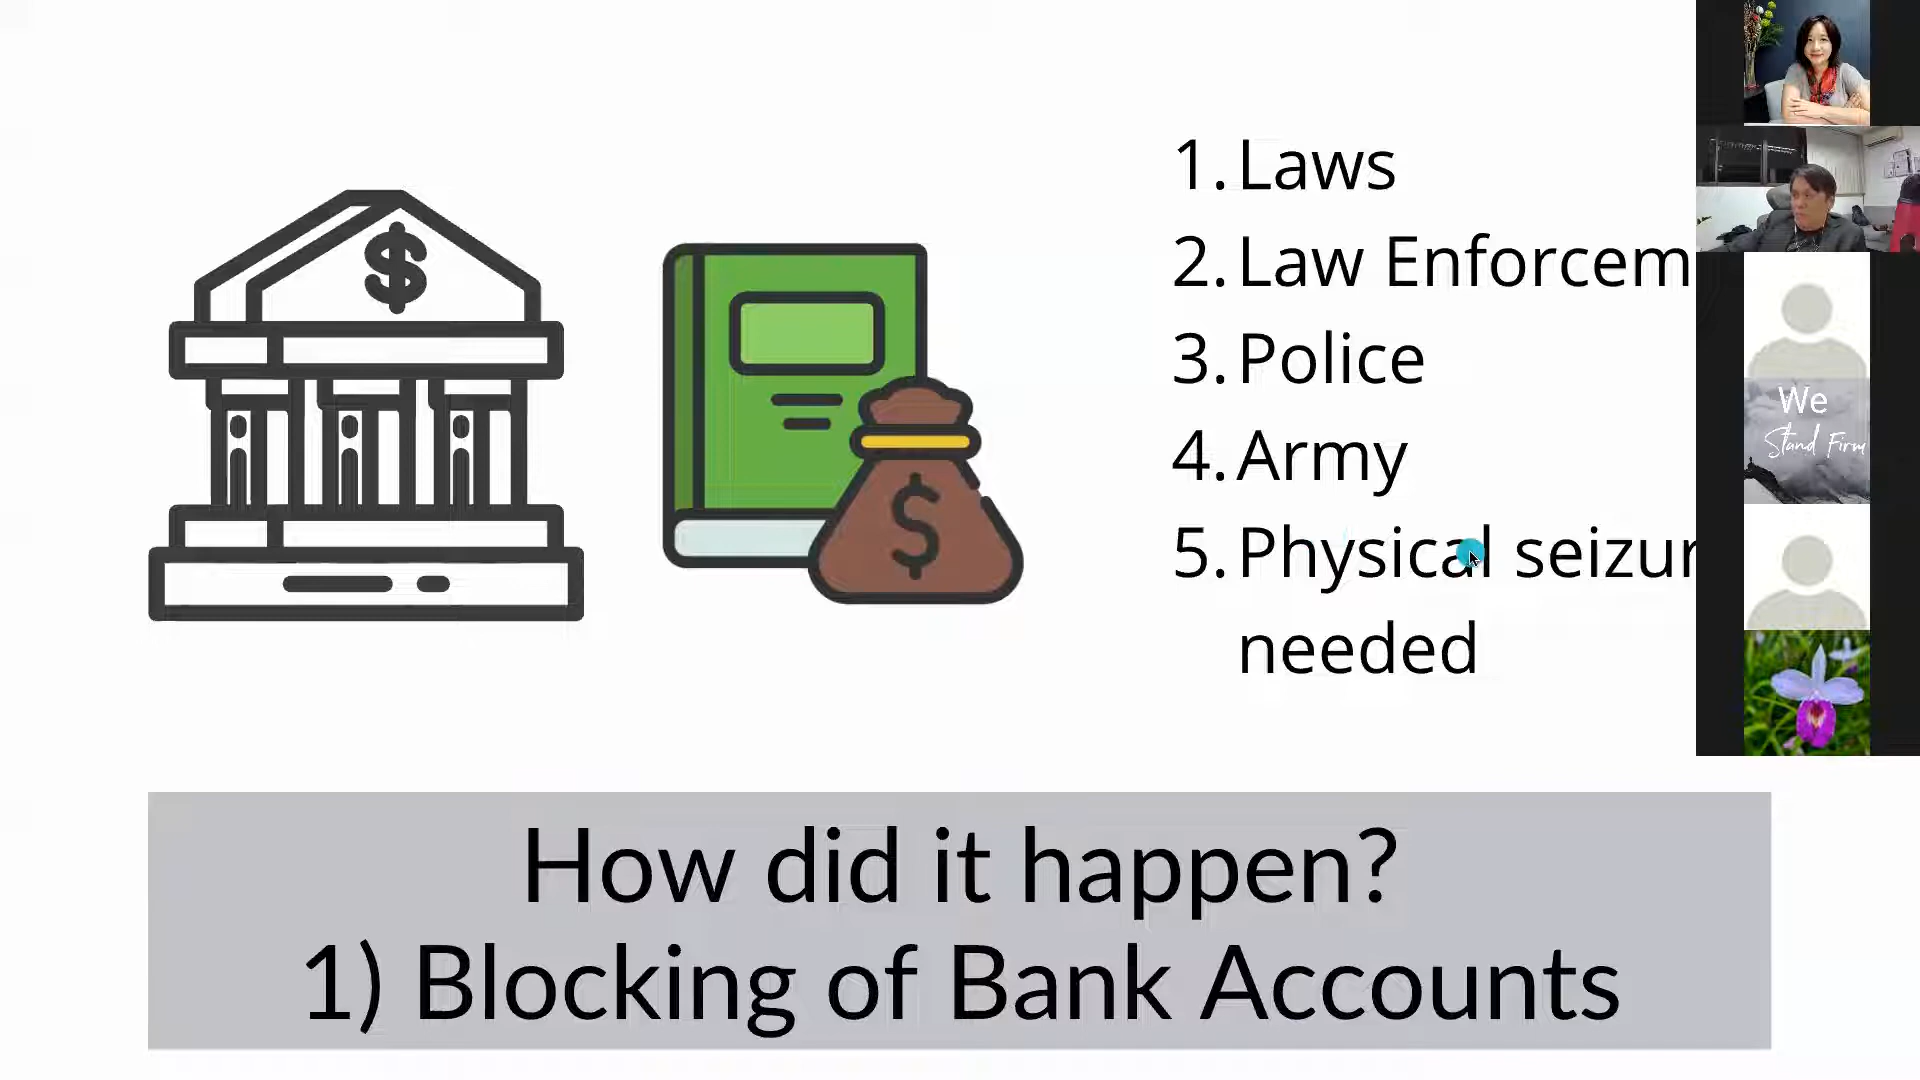 1. Laws
2. Law Enforcem
3. Police
4. Army
5. Physical seizur
needed
We
Stand Firm
$
$
How did it happen?
1) Blocking of Bank Accounts